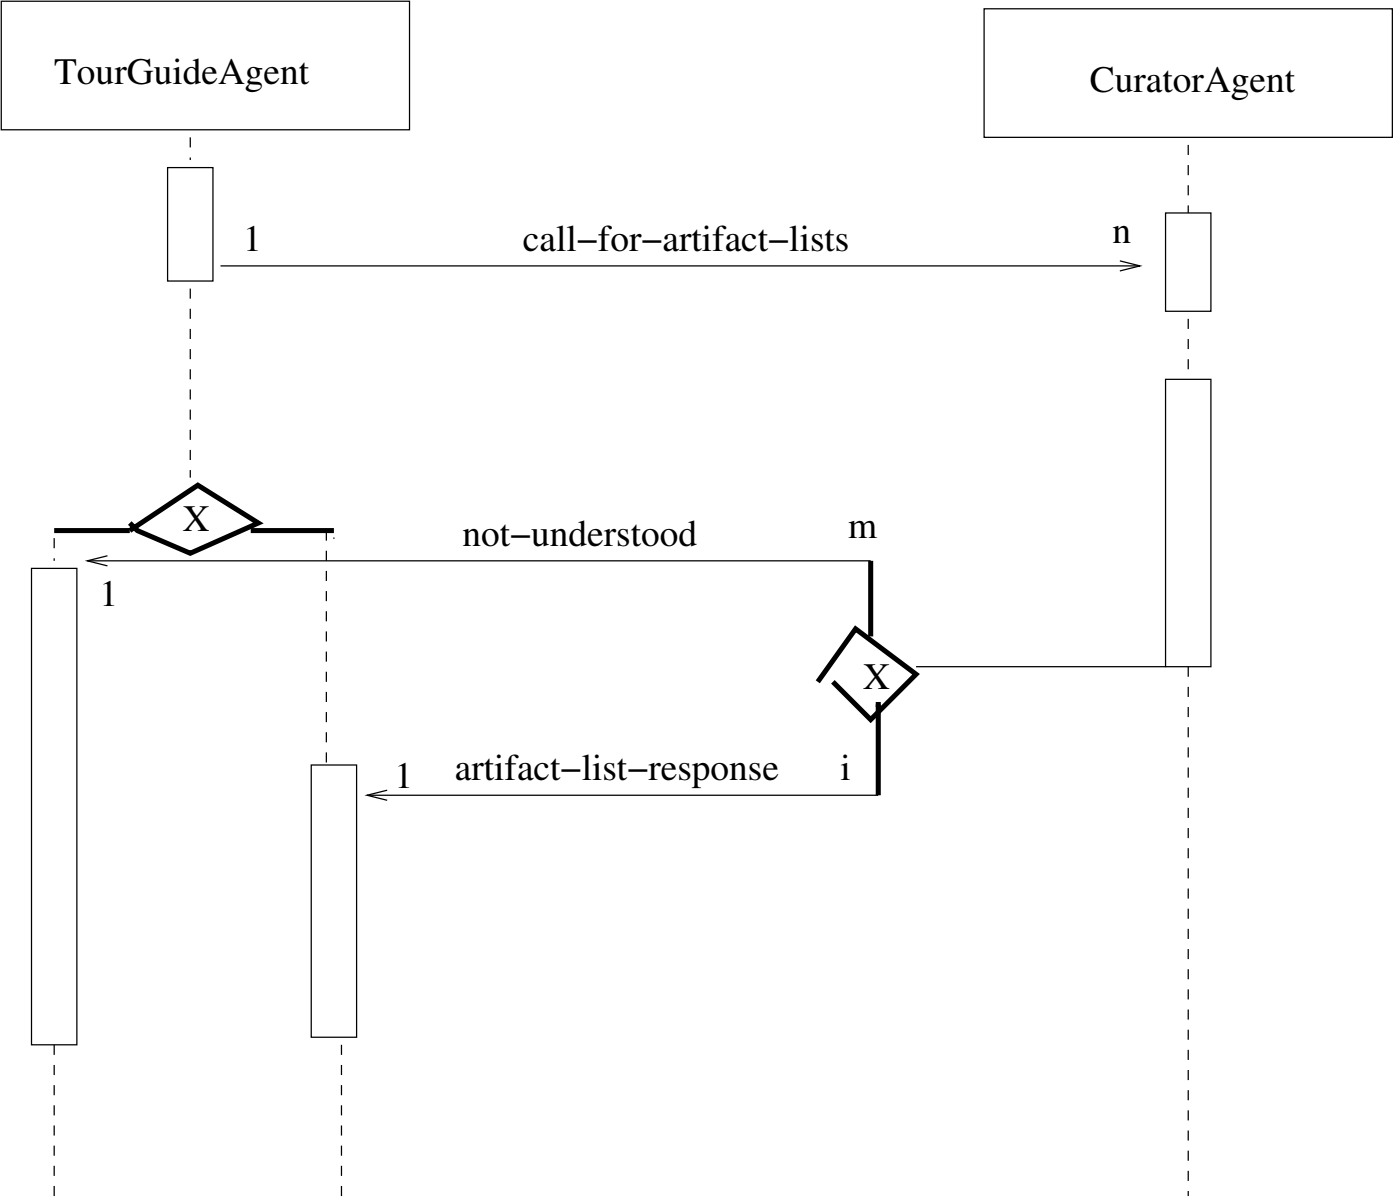 TourGuideAgent
CuratorAgent
1
call−for−artifact−lists
n
X
not−understood
m
1
X
1
artifact−list−response
i